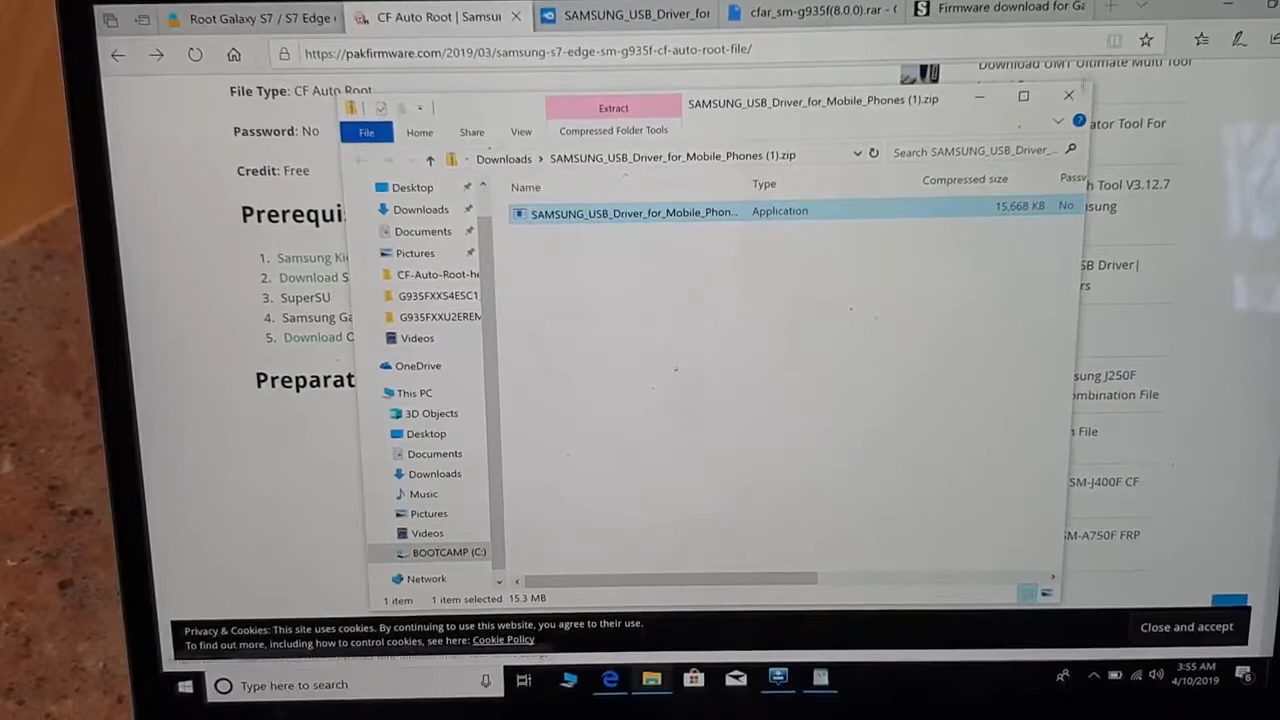 Root Galaxy S7 / S7 Edge
CF Auto Root | Samsu
SAMSUNG_USB_Driver_for
cfar_sm-g935f(8.0.0).rar - (
Firmware download for Ga
https://pakfirmware.com/2019/03/samsung-s7-edge-sm-g935f-cf-auto-root-file/
File Type: CF Auto Root
Password: No
Credit: Free
Prerequi
1. Samsung Kie
2. Download S
3. SuperSU
4. Samsung Ga
5. Download
Preparat
Extract
SAMSUNG_USB_Driver_for_Mobile_Phones (1).zip
File
Home
Share
View
Compressed Folder Tools
Downloads > SAMSUNG_USB_Driver_for_Mobile_Phones (1).zip
Search SAMSUNG_USB_Driver_...
Name
Type
Compressed size
Passv
SAMSUNG_USB_Driver_for_Mobile_Phon...
Application
15,668 KB
No
Desktop
Downloads
Documents
Pictures
CF-Auto-Root-he
G935FXXS4ESC1
G935FXXU2EREM
Videos
OneDrive
This PC
3D Objects
Desktop
Documents
Downloads
Music
Pictures
Videos
BOOTCAMP (C:)
Network
1 item
1 item selected 15.3 MB
Download UMT Ultimate Multi Tool
ator Tool For
h Tool V3.12.7
sung
SB Driver|
rs
sung J250F
ombination File
n File
SM-J400F CF
SM-A750F FRP
Privacy & Cookies: This site uses cookies. By continuing to use this website, you agree to their use.
To find out more, including how to control cookies, see here: Cookie Policy
Close and accept
Type here to search
3:55 AM
4/10/2019
6